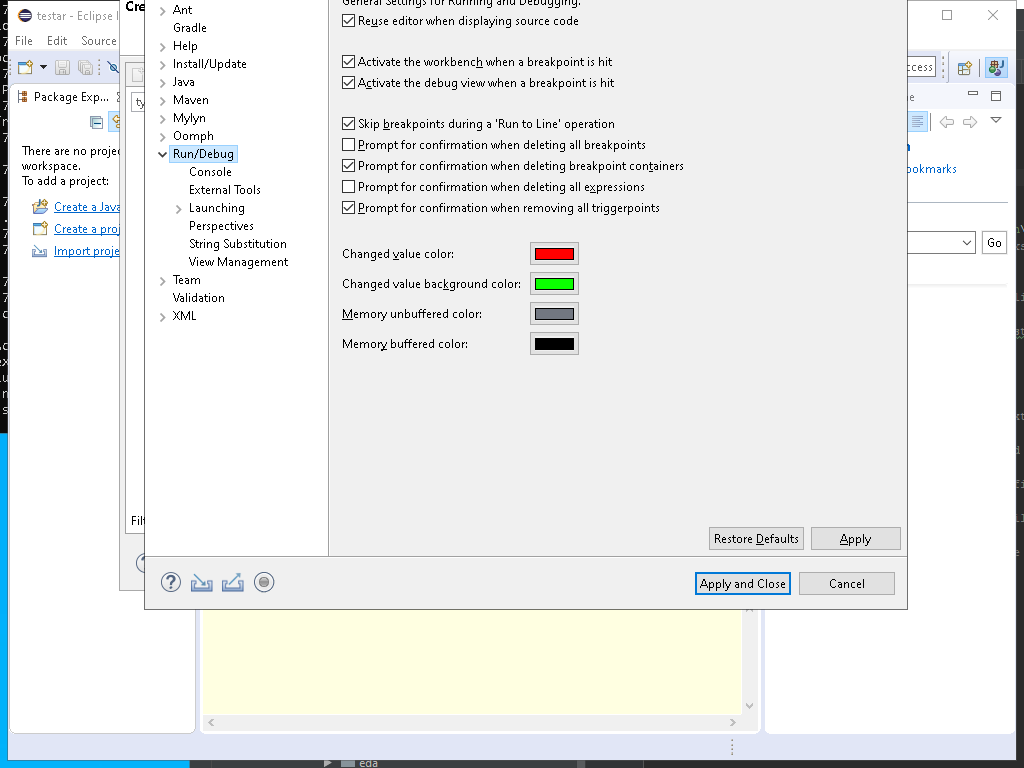 testar - Eclipse I
Cre
File Edit Source
Package Exp...
There are no proje
workspace.
To add a project:
Create a Java
Create a proj
Import proje
ty
Filt
Ant
Gradle
Help
Install/Update
Java
Maven
Mylyn
Oomph
Run/Debug
Console
External Tools
Launching
Perspectives
String Substitution
View Management
Team
Validation
XML
General Settings for Running and Debugging.
Reuse editor when displaying source code
Activate the workbench when a breakpoint is hit
Activate the debug view when a breakpoint is hit
Skip breakpoints during a 'Run to Line' operation
Prompt for confirmation when deleting all breakpoints
Prompt for confirmation when deleting breakpoint containers
Prompt for confirmation when deleting all expressions
Prompt for confirmation when removing all triggerpoints
Changed value color:
Changed value background color:
Memory unbuffered color:
Memory buffered color:
Restore Defaults Apply
Apply and Close Cancel
ccess
ookmarks
Go
eda